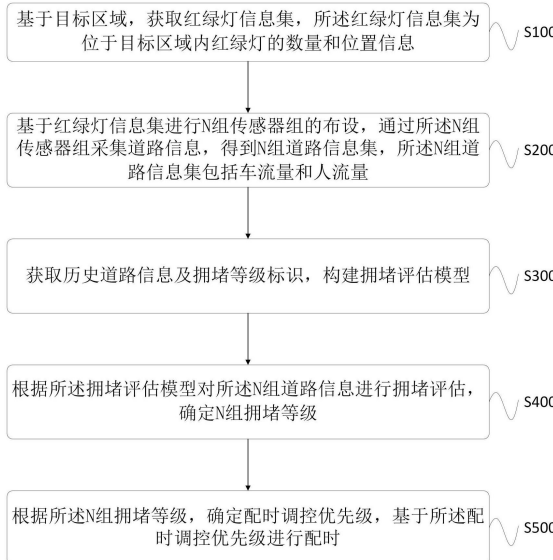 基于目标区域，获取红绿灯信息集，所述红绿灯信息集为
位于目标区域内红绿灯的数量和位置信息
S100
基于红绿灯信息集进行N组传感器组的布设，通过所述N组
传感器组采集道路信息，得到N组道路信息集，所述N组道
路信息集包括车流量和人流量
S200
获取历史道路信息及拥堵等级标识，构建拥堵评估模型
S300
根据所述拥堵评估模型对所述N组道路信息进行拥堵评估，
确定N组拥堵等级
S400
根据所述N组拥堵等级，确定配时调控优先级，基于所述配
时调控优先级进行配时
S500